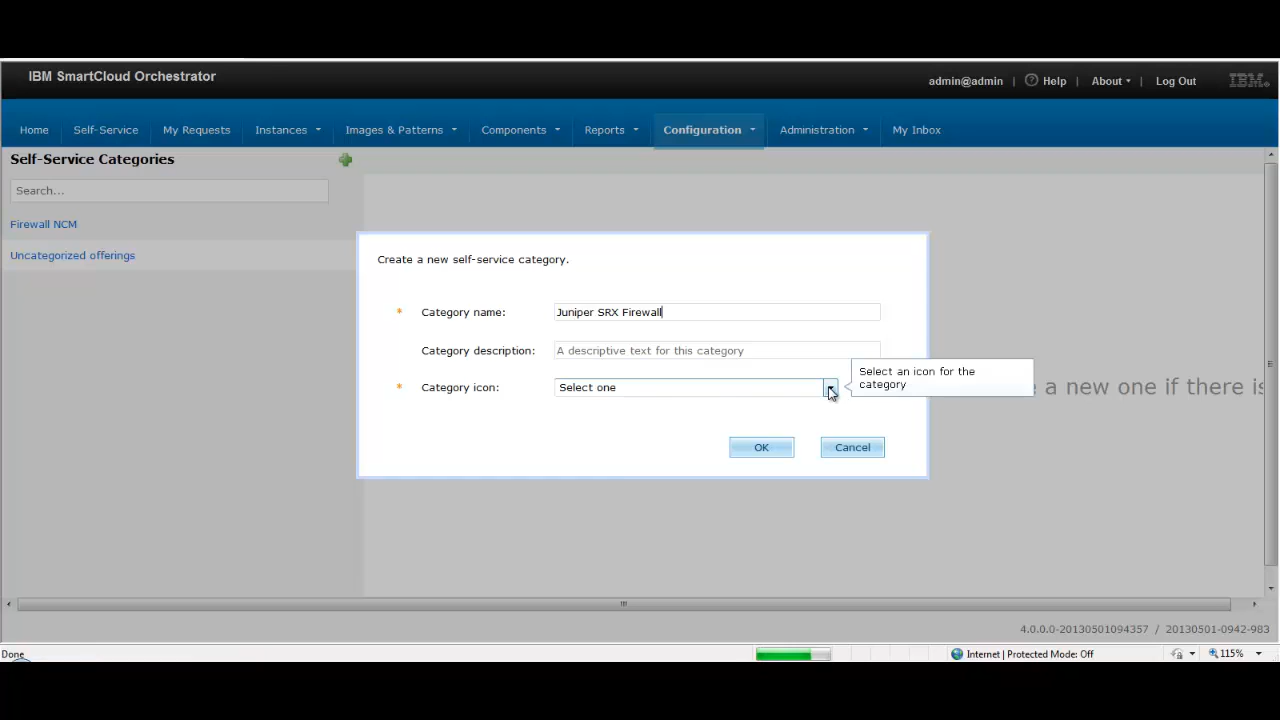 IBM SmartCloud Orchestrator
admin@admin | Help | About | Log Out IBM
Home Self-Service My Requests Instances Images & Patterns Components Reports Configuration Administration My Inbox
Self-Service Categories
Search...
Firewall NCM
Uncategorized offerings
Create a new self-service category.
* Category name: Juniper SRX Firewall
Category description: A descriptive text for this category
* Category icon: Select one
Select an icon for the
category
a new one if there is
OK Cancel
4.0.0.0-20130501094357 / 20130501-0942-983
Done Internet | Protected Mode: Off 115%